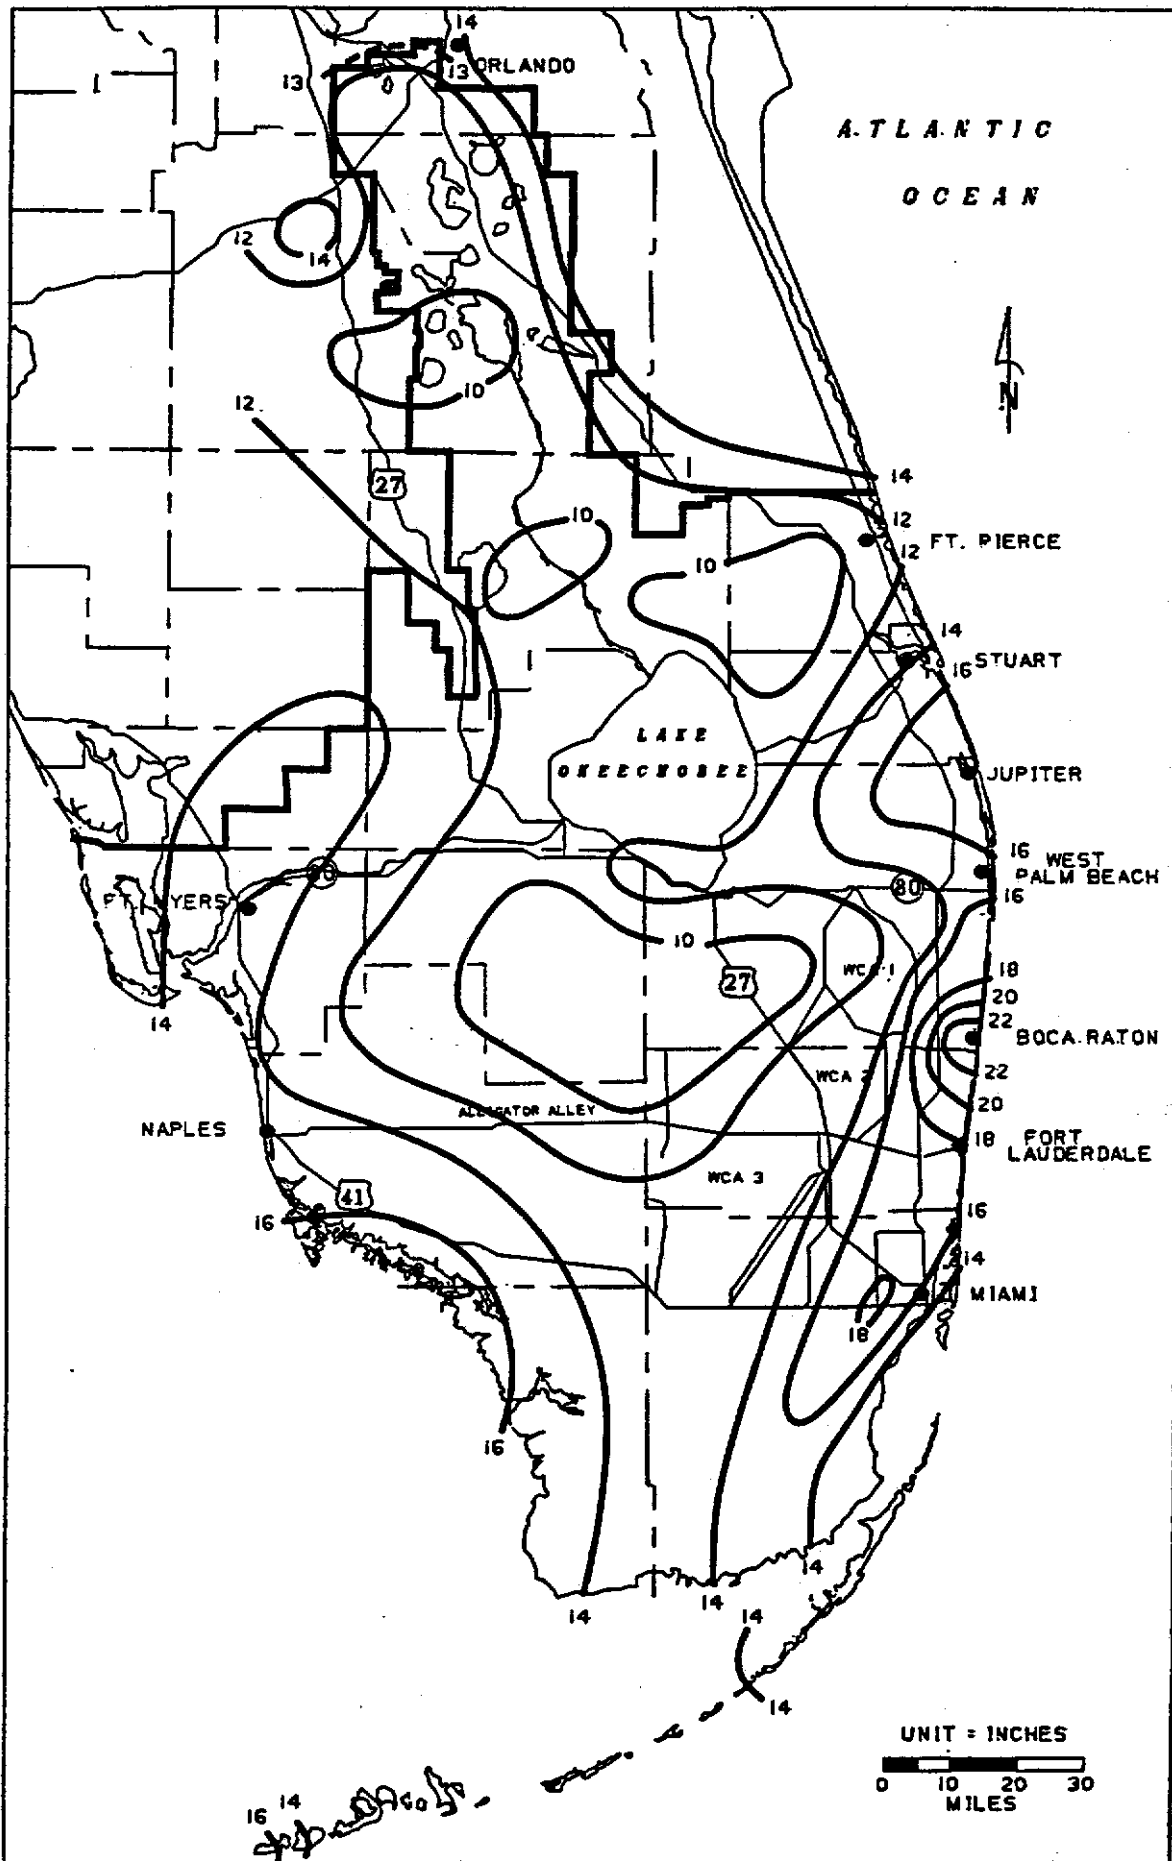 14
ORLANDO
13
13
ATLANTIC
OCEAN
12
14
N
10
12
27
14
10
12
FT. PIERCE
12
10
14
STUART
16
LAKE
OKEECHOBEE
JUPITER
16
WEST
PALM BEACH
80
80
16
FT. MYERS
10
27
WCA 1
18
20
14
22
BOCA RATON
WCA 2
22
20
ALLIGATOR ALLEY
NAPLES
18
FORT
LAUDERDALE
WCA 3
41
16
16
14
MIAMI
18
16
14
14
14
14
14
UNIT = INCHES
0 10 20 30
MILES
16
14